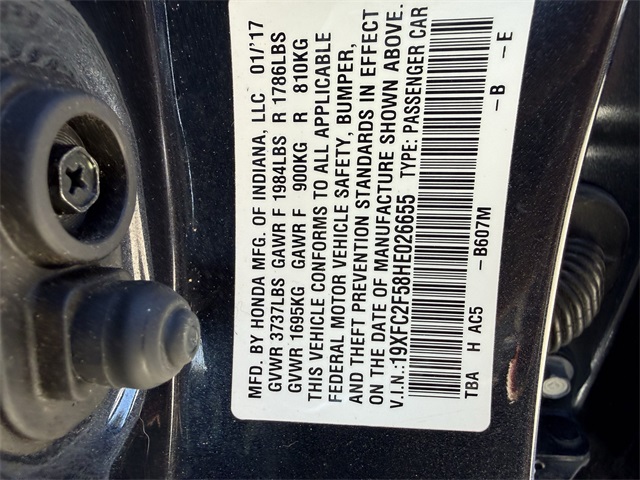 MFD. BY HONDA MFG. OF INDIANA, LLC 01/'17
GVWR 3737LBS GAWR F 1984LBS R 1786LBS
GVWR 1695KG GAWR F 900KG R 810KG
THIS VEHICLE CONFORMS TO ALL APPLICABLE
FEDERAL MOTOR VEHICLE SAFETY, BUMPER,
AND THEFT PREVENTION STANDARDS IN EFFECT
ON THE DATE OF MANUFACTURE SHOWN ABOVE.
V.I.N.: 19XFC2F58HE026655 TYPE: PASSENGER CAR
TBA H AC5 -B607M -B -E